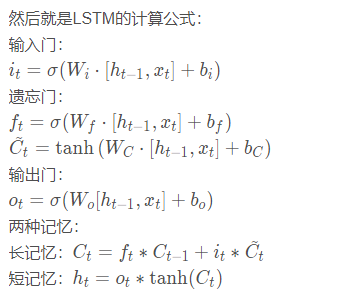 然后就是LSTM的计算公式：
输入门：
i_t = σ(W_i · [h_{t−1}, x_t] + b_i)
遗忘门：
f_t = σ(W_f · [h_{t−1}, x_t] + b_f)
C̃_t = tanh (W_C · [h_{t−1}, x_t] + b_C)
输出门：
o_t = σ(W_o[h_{t−1}, x_t] + b_o)
两种记忆：
长记忆：C_t = f_t * C_{t−1} + i_t * C̃_t
短记忆：h_t = o_t * tanh(C_t)